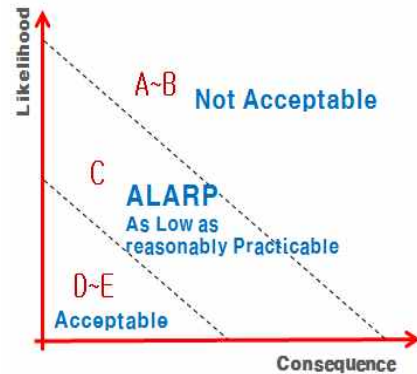 Likelihood
A~B
Not Acceptable
C
ALARP
As Low as
reasonably Practicable
D~E
Acceptable
Consequence